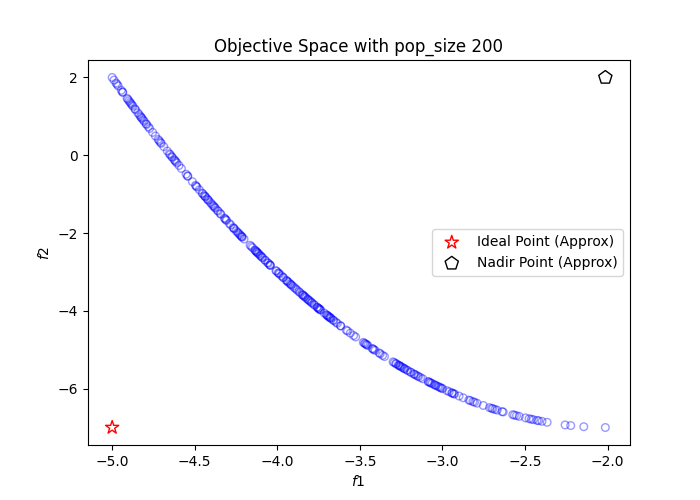 Objective Space with pop_size 200
2
0
−2
−4
−6
f2
Ideal Point (Approx)
Nadir Point (Approx)
−5.0 −4.5 −4.0 −3.5 −3.0 −2.5 −2.0
f1